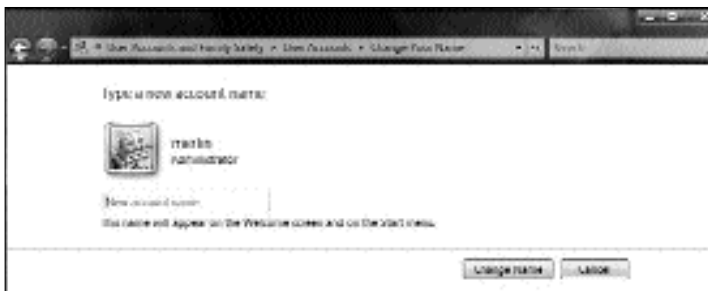 User Accounts and Family Safety User Accounts Change Your Name Search
Type a new account name:
Administrator
New account name
This name will appear on the Welcome screen and on the Start menu.
Change Name Cancel